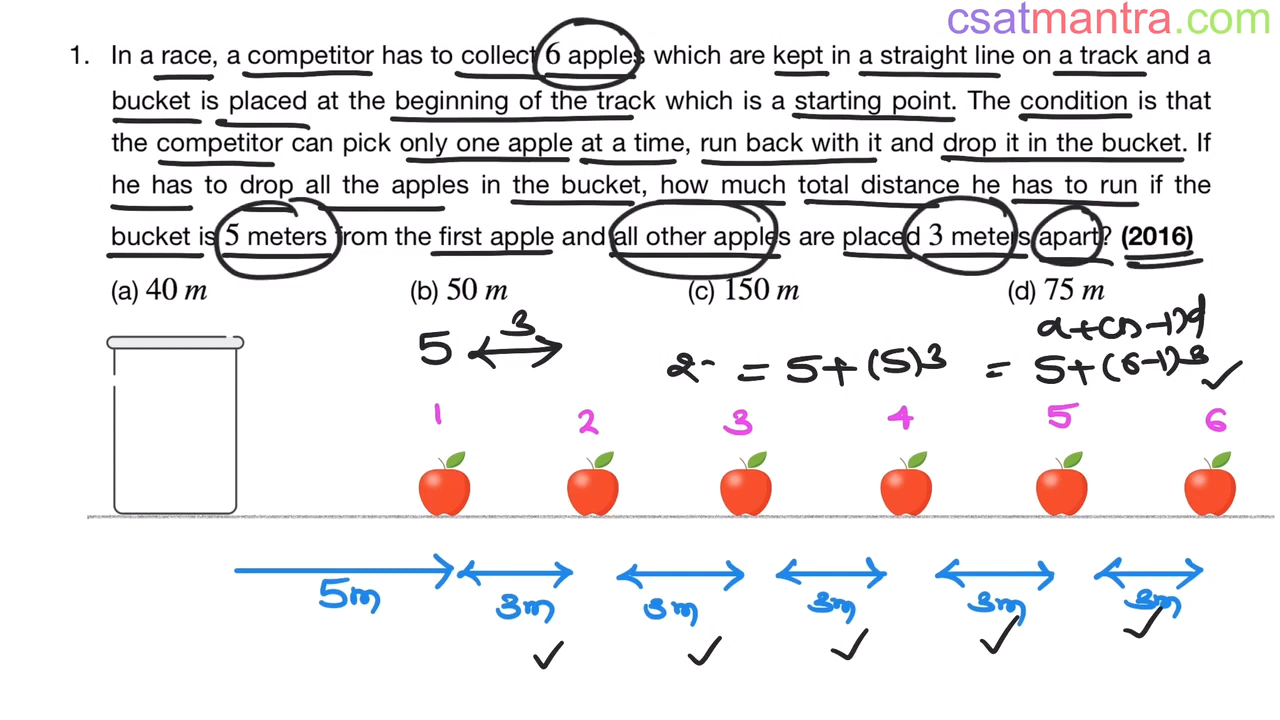 csatmantra.com
1. In a race, a competitor has to collect 6 apples which are kept in a straight line on a track and a
bucket is placed at the beginning of the track which is a starting point. The condition is that
the competitor can pick only one apple at a time, run back with it and drop it in the bucket. If
he has to drop all the apples in the bucket, how much total distance he has to run if the
bucket is 5 meters from the first apple and all other apples are placed 3 meters apart? (2016)
(a) 40 m (b) 50 m (c) 150 m (d) 75 m
a+(n-1)d
5 3
= 5+(5)3 = 5+(6-1)3
1 2 3 4 5 6
5m 3m 3m 3m 3m 3m